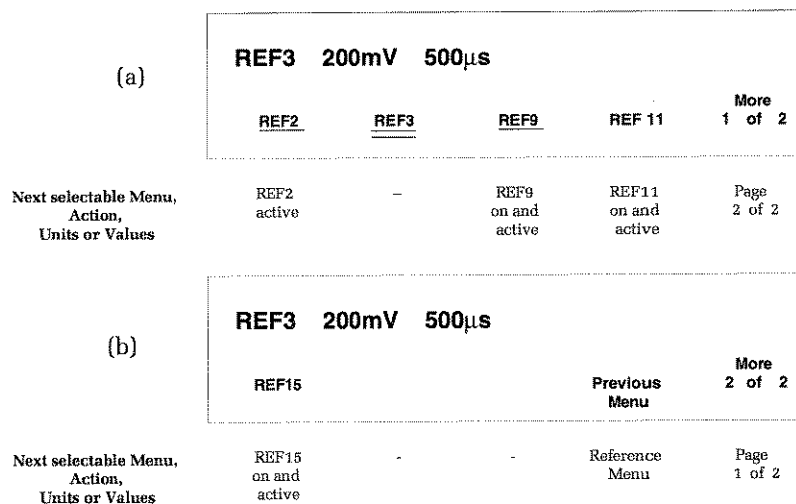 (a)
REF3 200mV 500µs
More
REF2 REF3 REF9 REF 11 1 of 2
Next selectable Menu, REF2 – REF9 REF11 Page
Action, active on and on and 2 of 2
Units or Values active active
(b)
REF3 200mV 500µs
More
REF15 Previous 2 of 2
Menu
Next selectable Menu, REF15 - - Reference Page
Action, on and Menu 1 of 2
Units or Values active